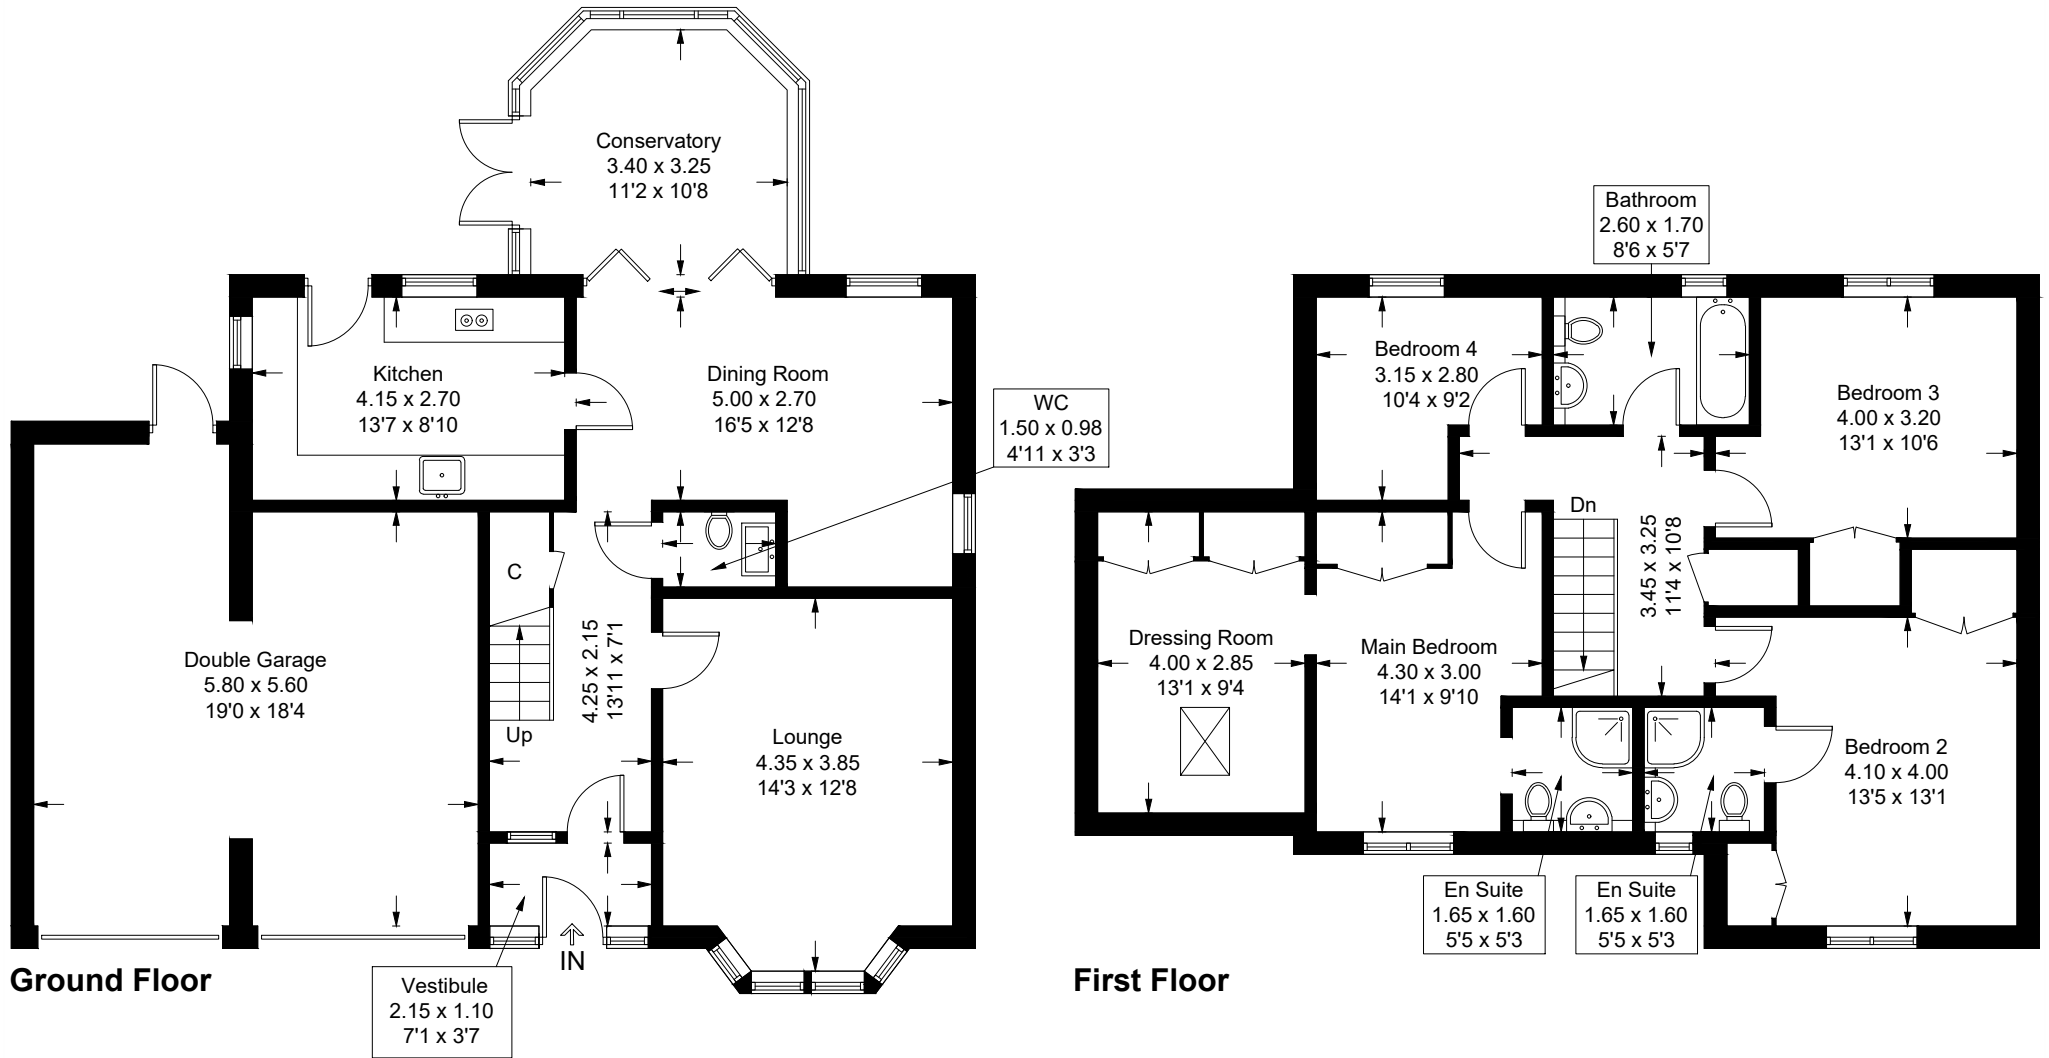 Conservatory
3.40 x 3.25
11'2 x 10'8
Kitchen
4.15 x 2.70
13'7 x 8'10
Dining Room
5.00 x 2.70
16'5 x 12'8
WC
1.50 x 0.98
4'11 x 3'3
C
Double Garage
5.80 x 5.60
19'0 x 18'4
4.25 x 2.15
13'11 x 7'1
Up
Lounge
4.35 x 3.85
14'3 x 12'8
IN
Vestibule
2.15 x 1.10
7'1 x 3'7
Ground Floor
Bathroom
2.60 x 1.70
8'6 x 5'7
Bedroom 4
3.15 x 2.80
10'4 x 9'2
Bedroom 3
4.00 x 3.20
13'1 x 10'6
Dn
3.45 x 3.25
11'4 x 10'8
Dressing Room
4.00 x 2.85
13'1 x 9'4
Main Bedroom
4.30 x 3.00
14'1 x 9'10
Bedroom 2
4.10 x 4.00
13'5 x 13'1
En Suite
1.65 x 1.60
5'5 x 5'3
En Suite
1.65 x 1.60
5'5 x 5'3
First Floor